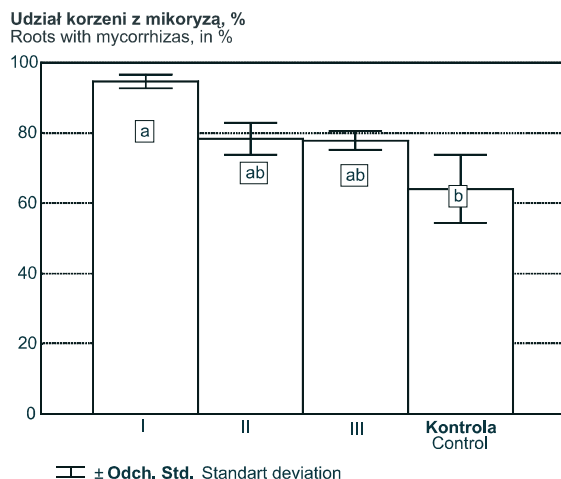 Udział korzeni z mikoryzą, %
Roots with mycorrhizas, in %
100
80
60
40
20
0
a
ab
ab
b
I
II
III
Kontrola
Control
± Odch. Std. Standart deviation